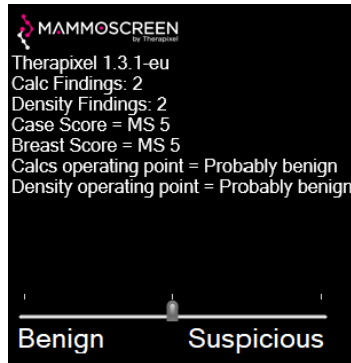 MAMMOSCREEN
by Therapixel
Therapixel 1.3.1-eu
Calc Findings: 2
Density Findings: 2
Case Score = MS 5
Breast Score = MS 5
Calcs operating point = Probably benign
Density operating point = Probably benign
Benign Suspicious